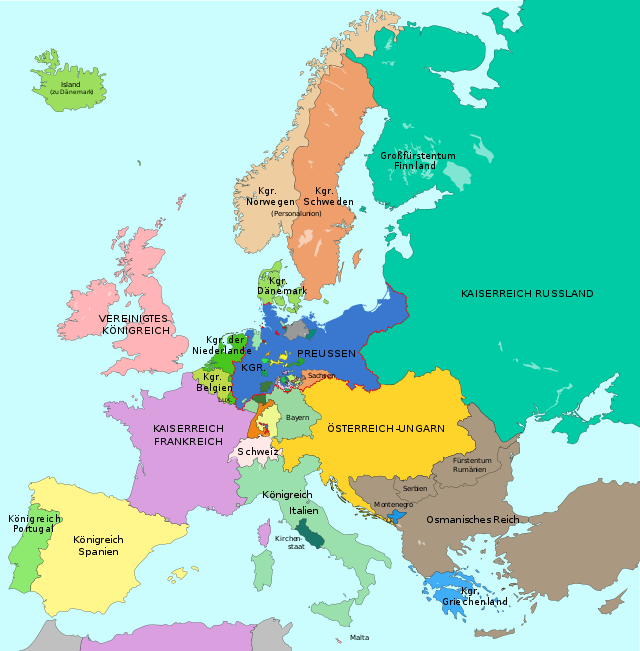 Island
(zu Dänemark)
Großfürstentum
Finnland
Kgr.
Norwegen
Kgr.
Schweden
(Personalunion)
KAISERREICH RUSSLAND
Kgr.
Dänemark
VEREINIGTES
KÖNIGREICH
Kgr. der
Niederlande
KGR.
PREUSSEN
Kgr.
Belgien
Lux.
Sachsen
KAISERREICH
FRANKREICH
Bayern
ÖSTERREICH-UNGARN
Schweiz
Fürstentum
Rumänien
Serbien
Montenegro
Königreich
Italien
Osmanisches Reich
Königreich
Portugal
Königreich
Spanien
Kirchen-
staat
Kgr.
Griechenland
Malta